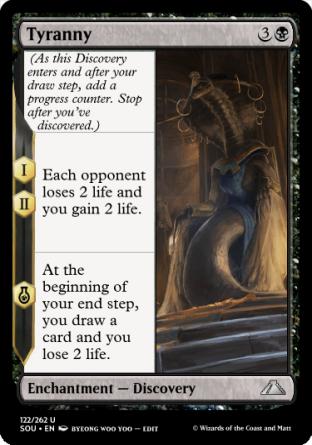 Tyranny 3
(As this Discovery
enters and after your
draw step, add a
progress counter. Stop
after you've
discovered.)
I
II
Each opponent
loses 2 life and
you gain 2 life.
At the
beginning of
your end step,
you draw a
card and you
lose 2 life.
Enchantment — Discovery
122/262 U
SOU • EN BYEONG WOO YOO — EDIT
© Wizards of the Coast and Matt